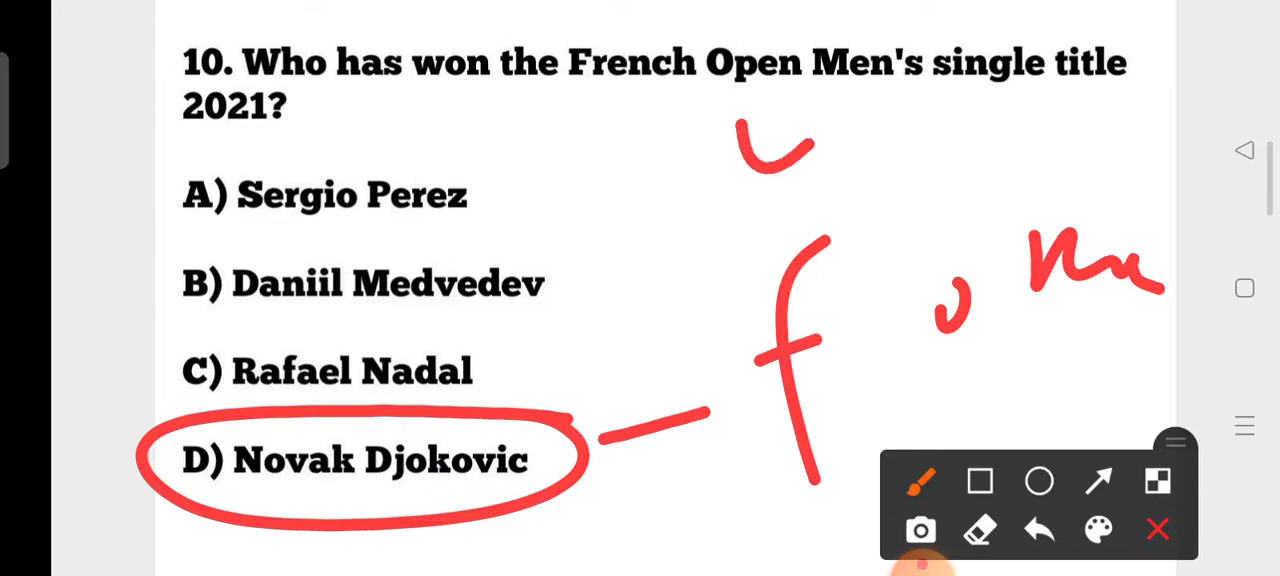 10. Who has won the French Open Men's single title
2021?
A) Sergio Perez
B) Daniil Medvedev
C) Rafael Nadal
D) Novak Djokovic